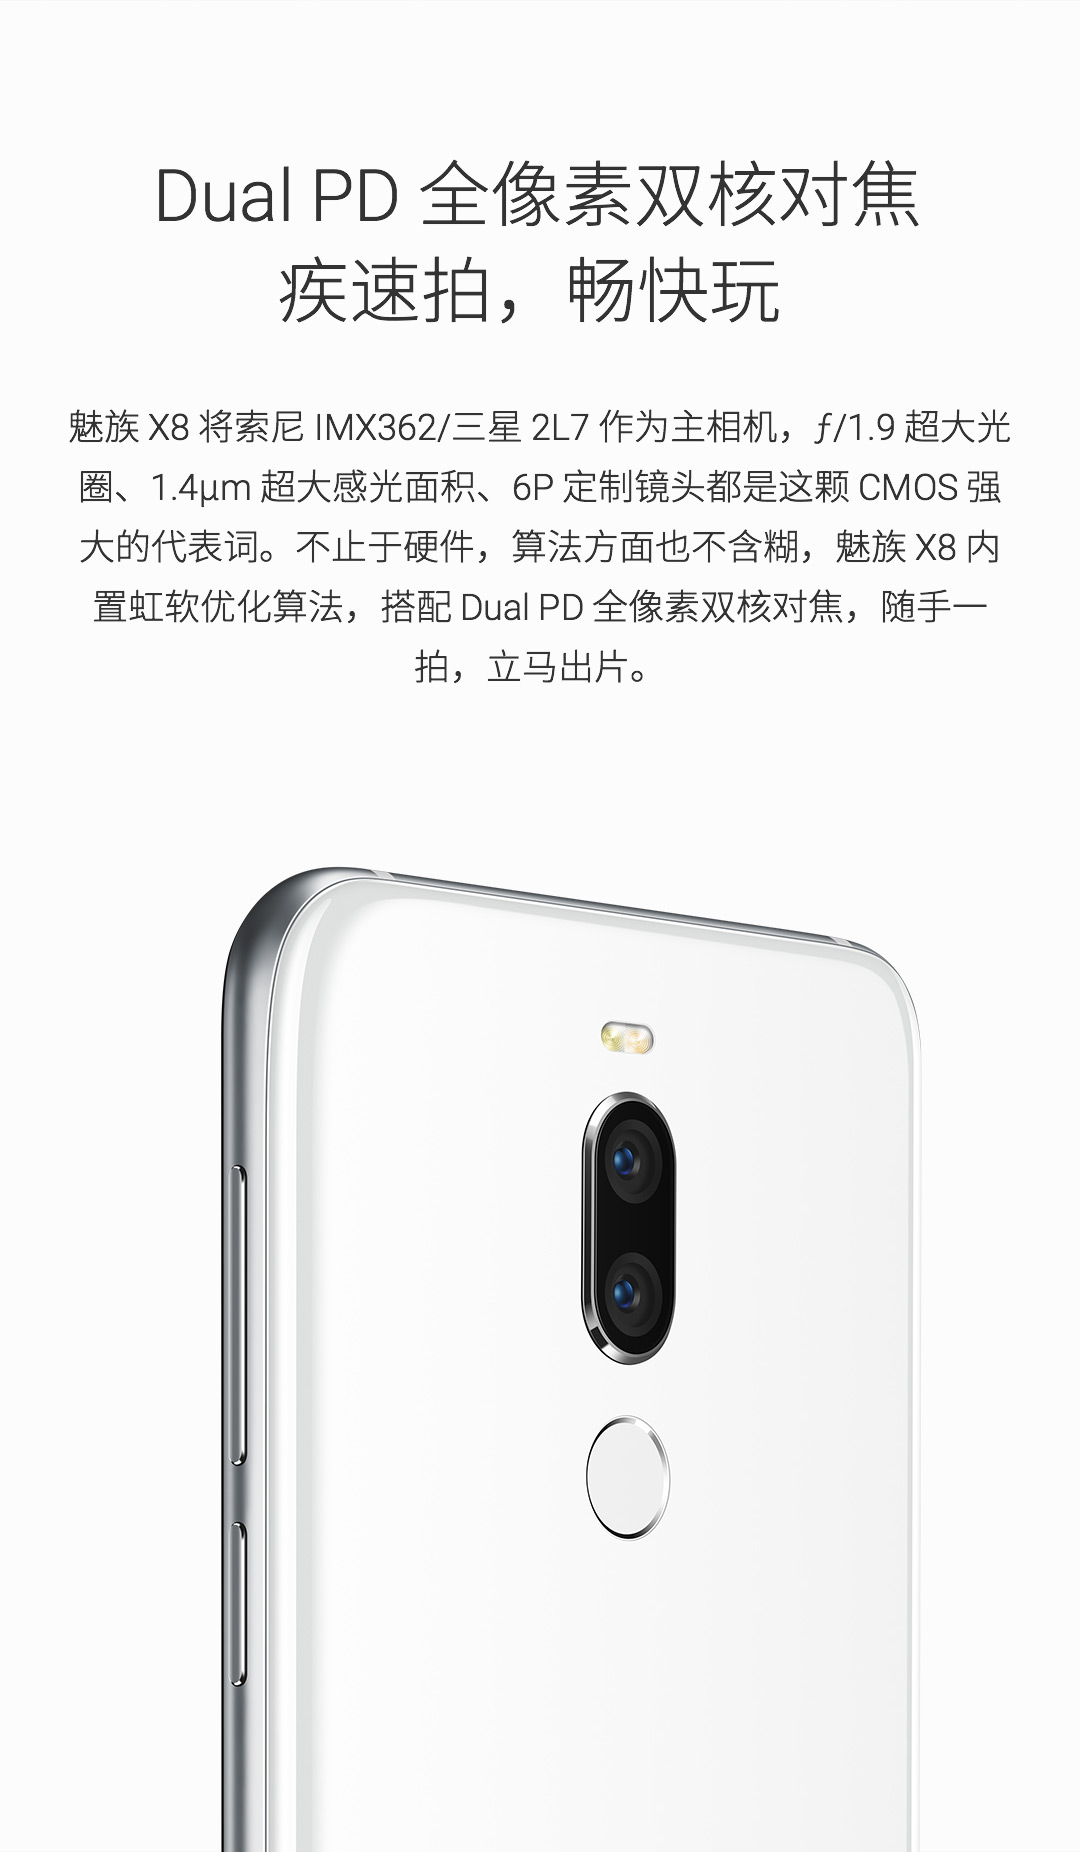 Dual PD 全像素双核对焦
疾速拍，畅快玩
魅族 X8 将索尼 IMX362/三星 2L7 作为主相机，ƒ/1.9 超大光
圈、1.4μm 超大感光面积、6P 定制镜头都是这颗 CMOS 强
大的代表词。不止于硬件，算法方面也不含糊，魅族 X8 内
置虹软优化算法，搭配 Dual PD 全像素双核对焦，随手一
拍，立马出片。